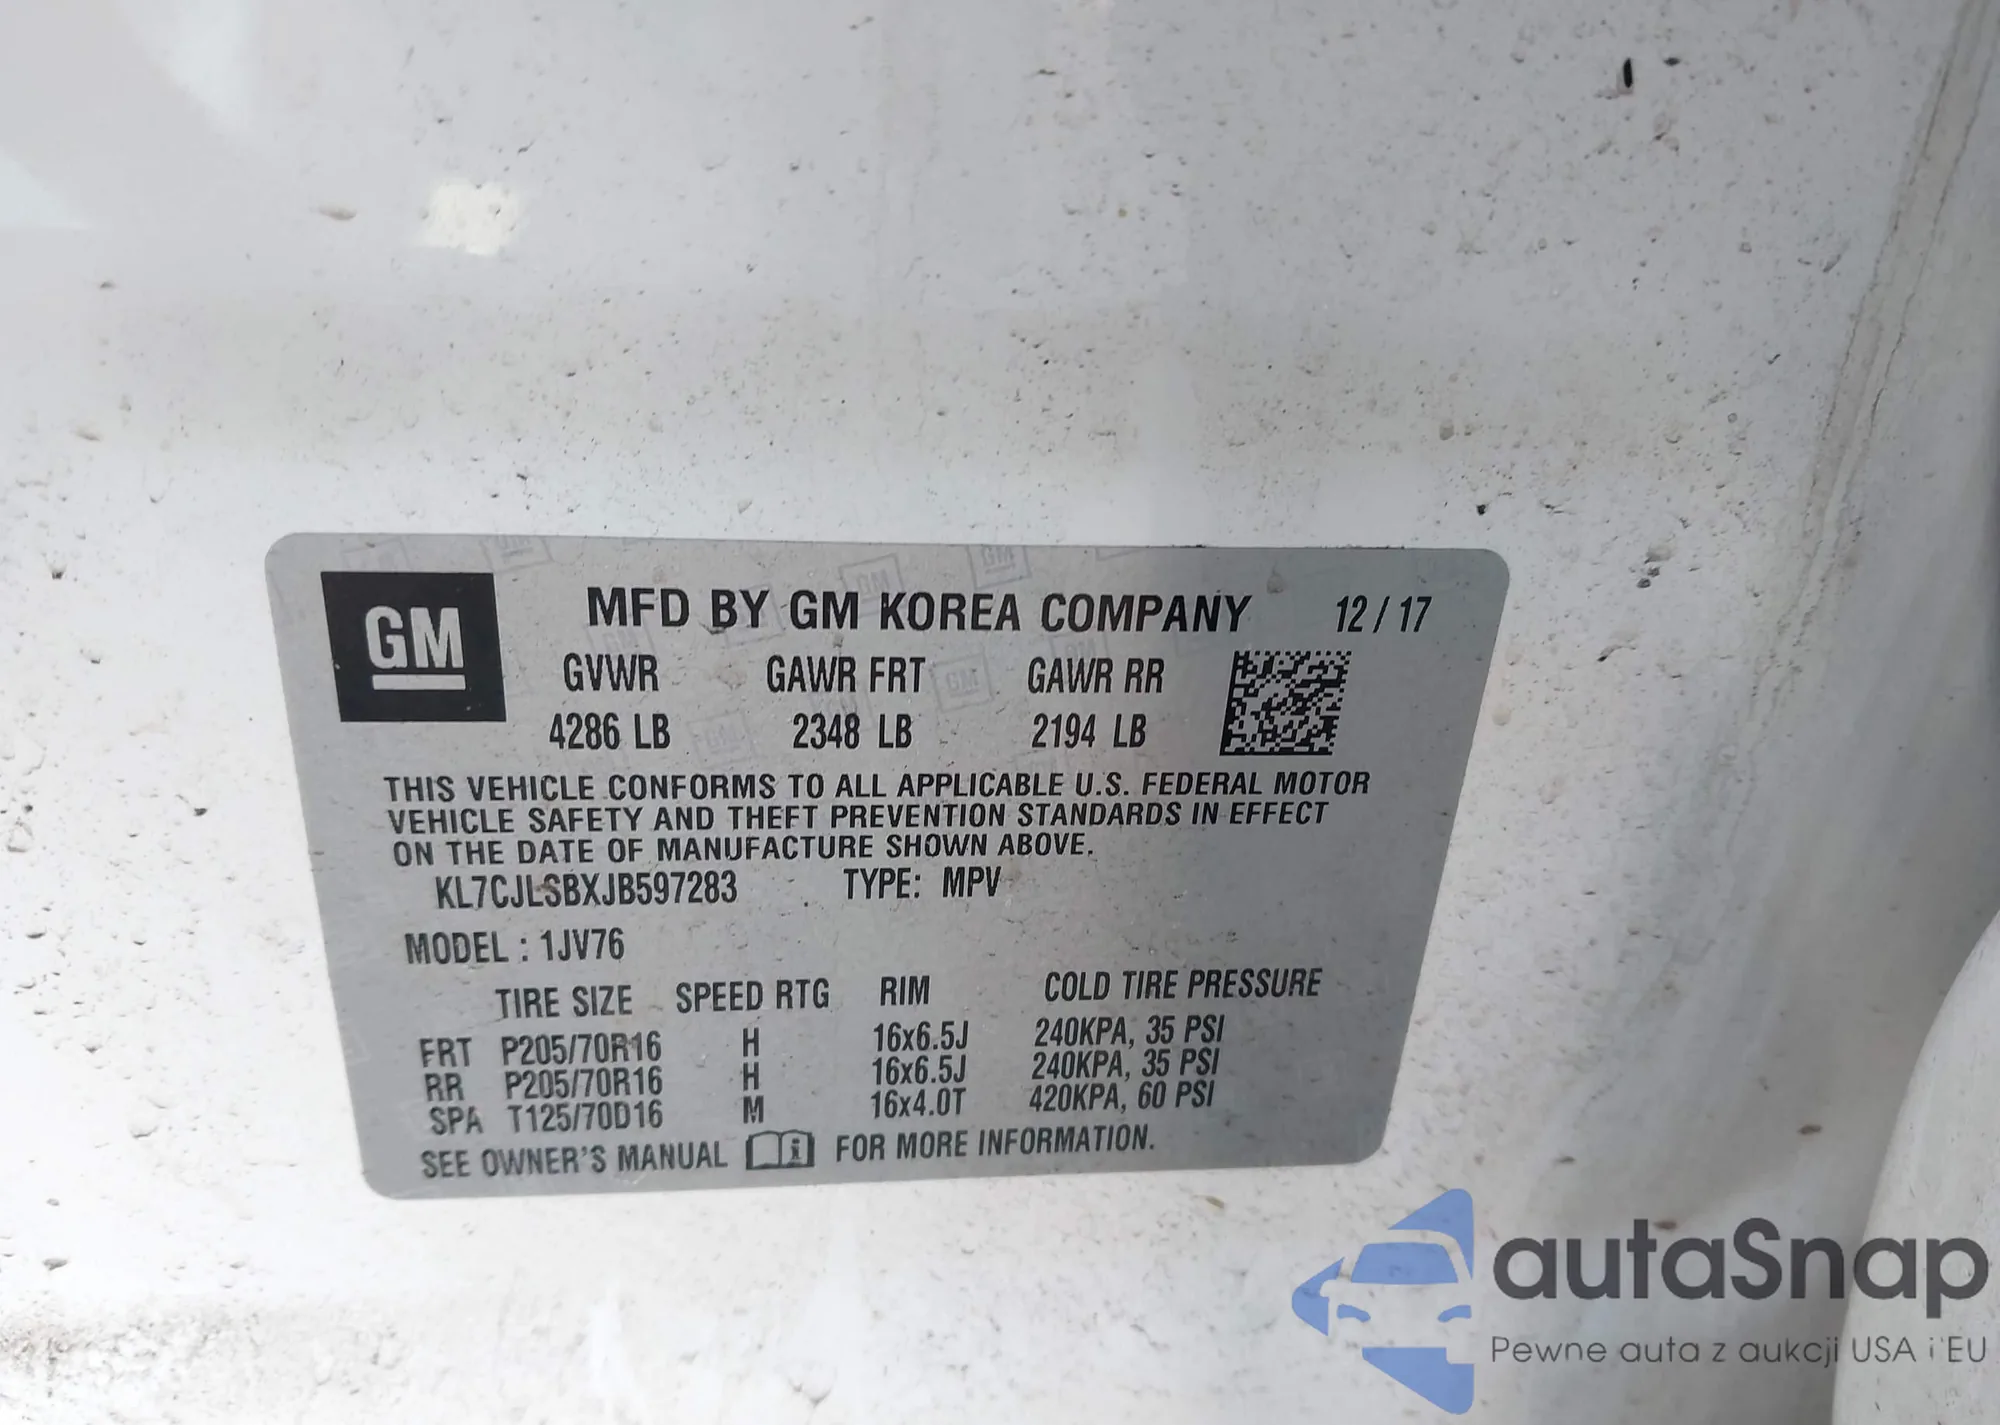 GM
MFD BY GM KOREA COMPANY 12 / 17
GVWR GAWR FRT GAWR RR
4286 LB 2348 LB 2194 LB
THIS VEHICLE CONFORMS TO ALL APPLICABLE U.S. FEDERAL MOTOR
VEHICLE SAFETY AND THEFT PREVENTION STANDARDS IN EFFECT
ON THE DATE OF MANUFACTURE SHOWN ABOVE.
KL7CJLSBXJB597283 TYPE: MPV
MODEL : 1JV76
TIRE SIZE SPEED RTG RIM COLD TIRE PRESSURE
FRT P205/70R16 H 16x6.5J 240KPA, 35 PSI
RR P205/70R16 H 16x6.5J 240KPA, 35 PSI
SPA T125/70D16 M 16x4.0T 420KPA, 60 PSI
SEE OWNER'S MANUAL i FOR MORE INFORMATION.
autaSnap
Pewne auta z aukcji USA i EU